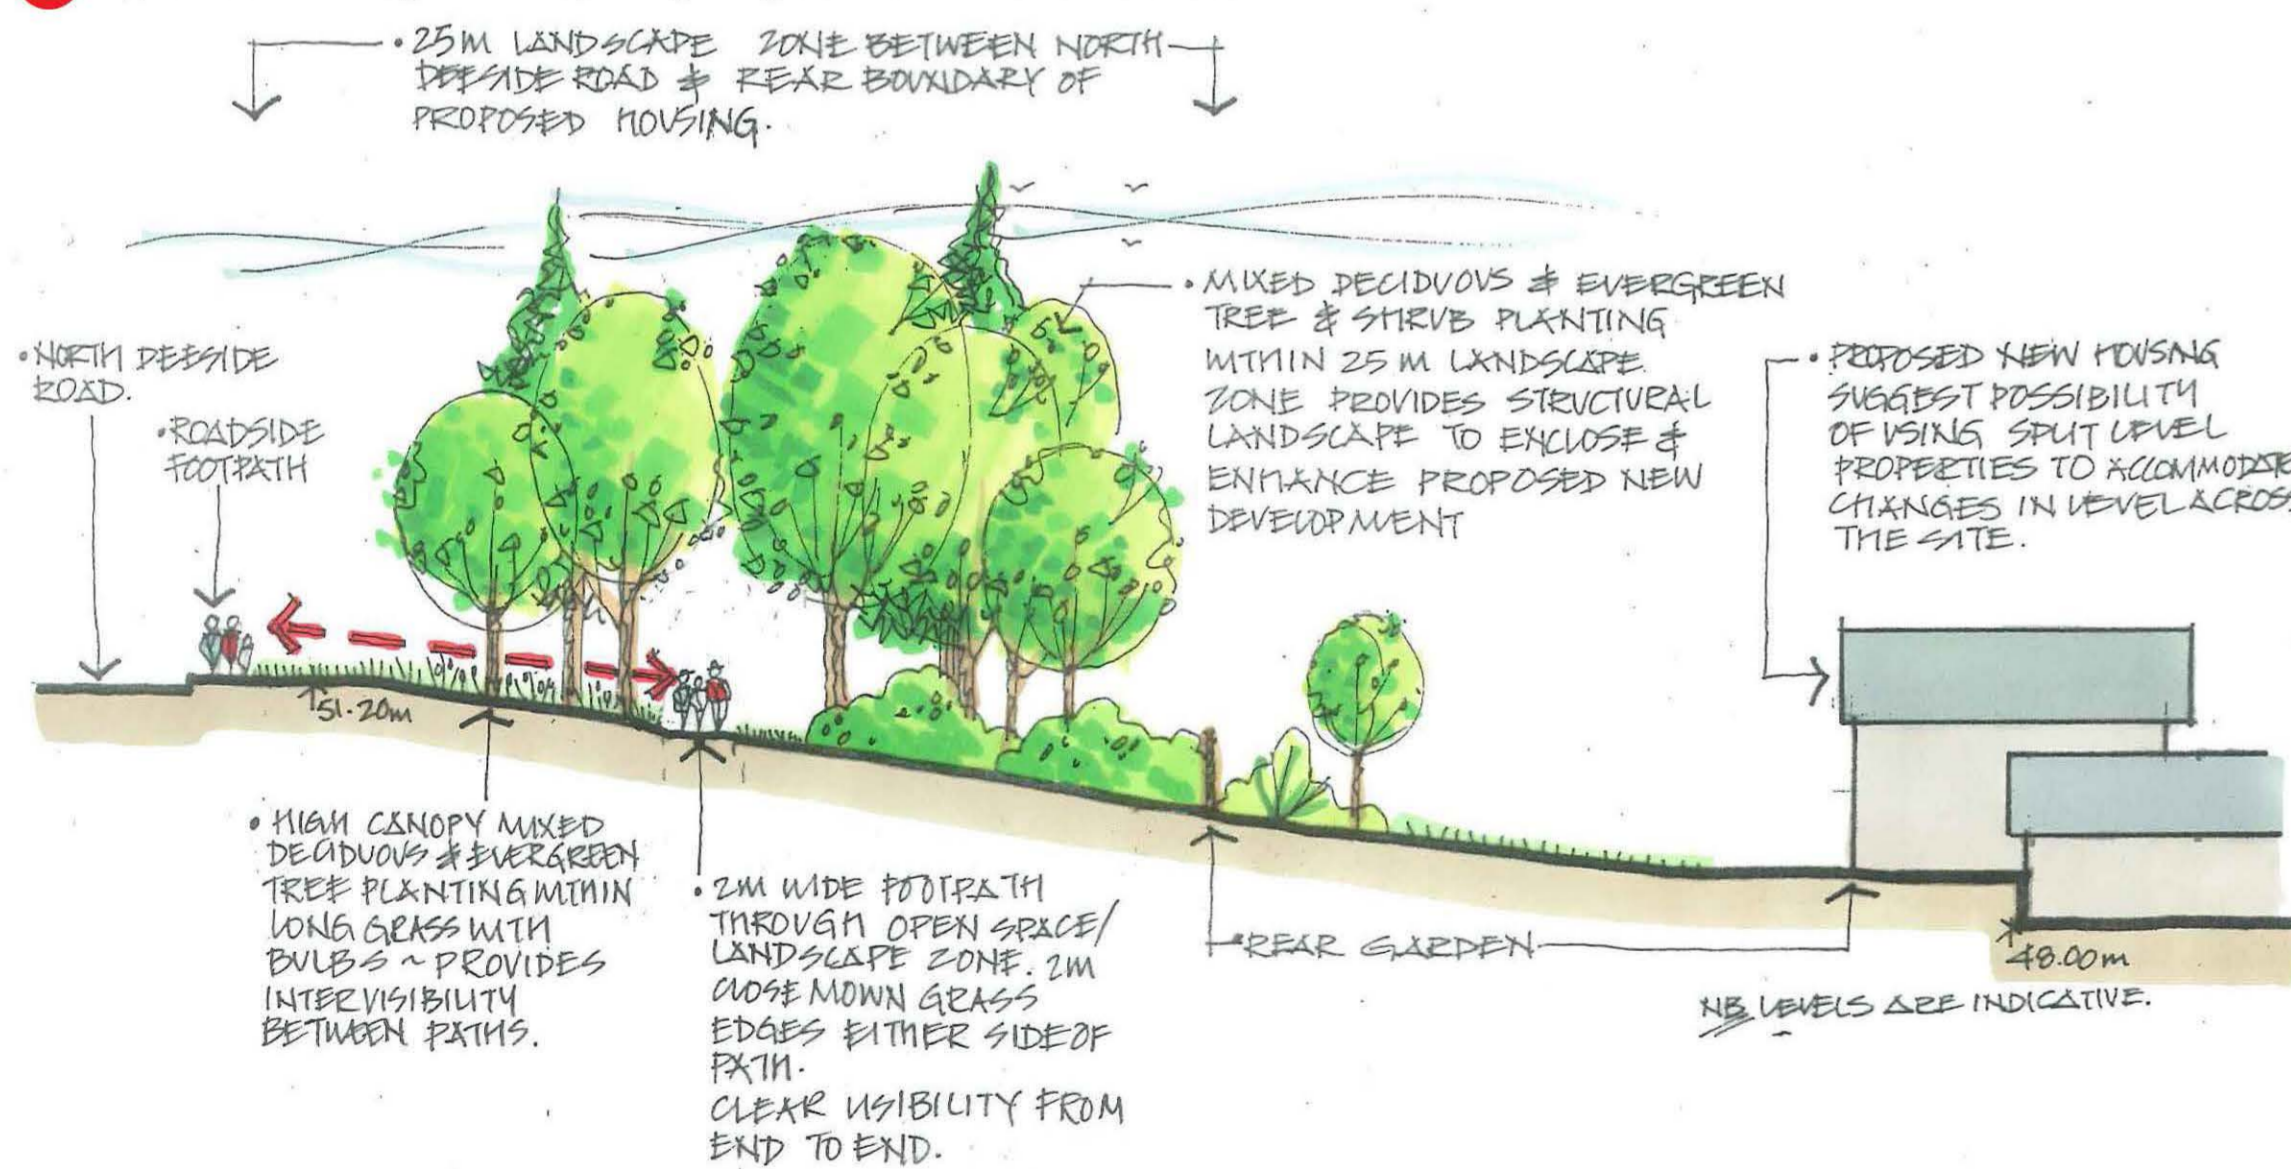 • 25M LANDSCAPE ZONE BETWEEN NORTH
DEESIDE ROAD & REAR BOUNDARY OF
PROPOSED HOUSING.
• MIXED DECIDUOUS & EVERGREEN
TREE & SHRUB PLANTING
WITHIN 25M LANDSCAPE
ZONE PROVIDES STRUCTURAL
LANDSCAPE TO ENCLOSE &
ENHANCE PROPOSED NEW
DEVELOPMENT
• NORTH DEESIDE
ROAD.
• ROADSIDE
FOOTPATH
• PROPOSED NEW HOUSING
SUGGEST POSSIBILITY
OF USING SPLIT LEVEL
PROPERTIES TO ACCOMMODATE
CHANGES IN LEVEL ACROSS
THE SITE.
51.20m
• HIGH CANOPY MIXED
DECIDUOUS & EVERGREEN
TREE PLANTING WITHIN
LONG GRASS WITH
BULBS ~ PROVIDES
INTERVISIBILITY
BETWEEN PATHS.
• 2M WIDE FOOTPATH
THROUGH OPEN SPACE/
LANDSCAPE ZONE. 2M
CLOSE MOWN GRASS
EDGES EITHER SIDE OF
PATH.
CLEAR VISIBILITY FROM
END TO END.
• REAR GARDEN
48.00m
NB LEVELS ARE INDICATIVE.